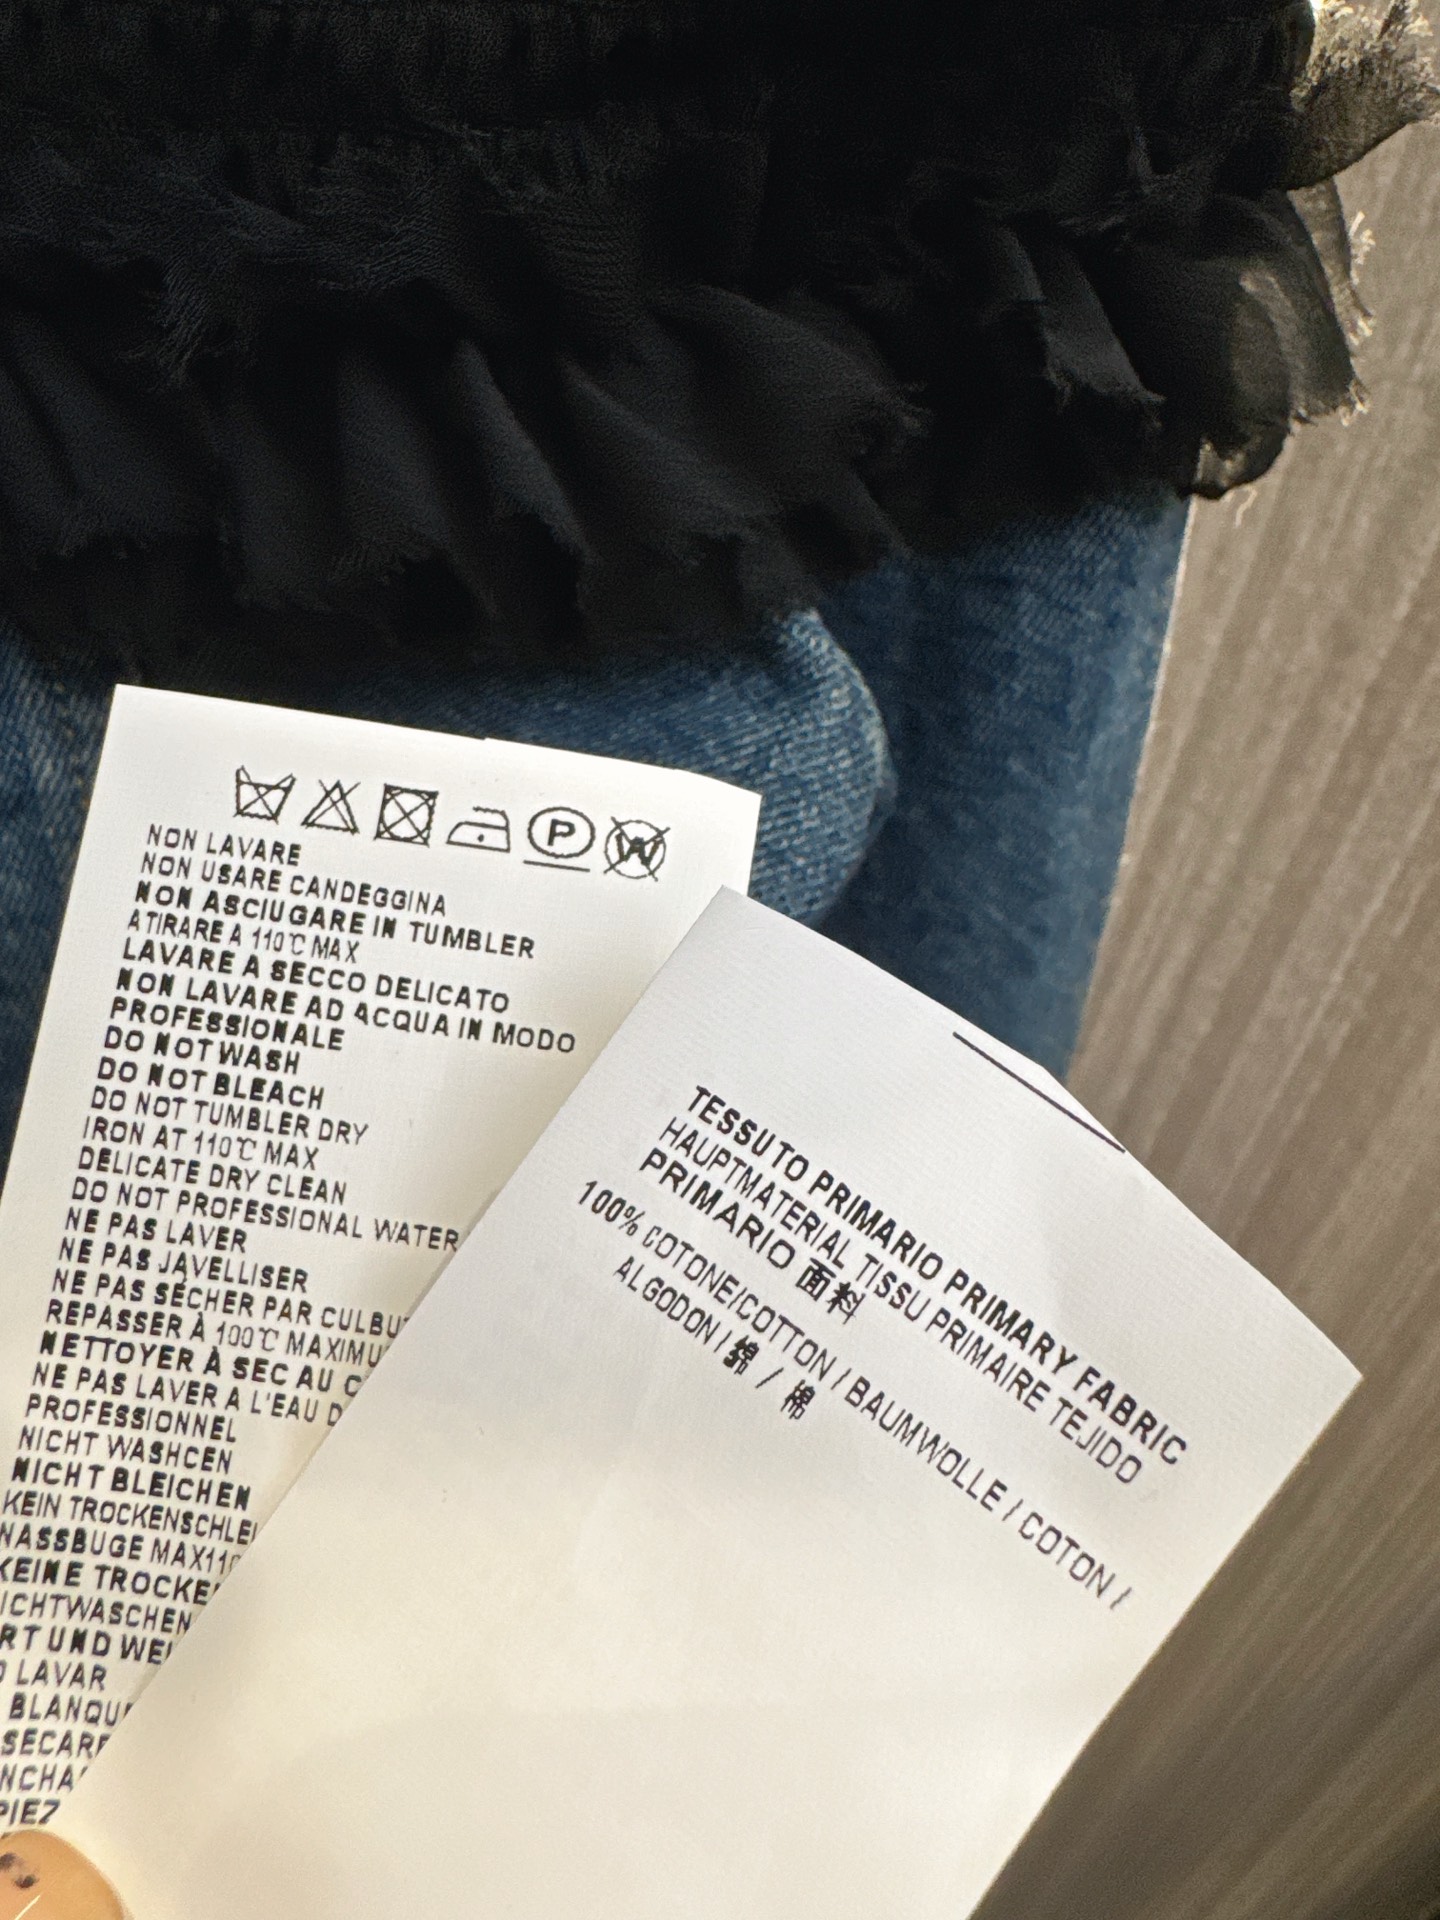 P
W
NON LAVARE
NON USARE CANDEGGINA
NON ASCIUGARE IN TUMBLER
ATIRARE A 110℃ MAX
LAVARE A SECCO DELICATO
NON LAVARE AD ACQUA IN MODO
PROFESSIONALE
DO NOT WASH
DO NOT BLEACH
DO NOT TUMBLER DRY
IRON AT 110℃ MAX
DELICATE DRY CLEAN
DO NOT PROFESSIONAL WATER
NE PAS LAVER
NE PAS JAVELLISER
NE PAS SÉCHER PAR CULBU
REPASSER À 100℃ MAXIMU
NETTOYER À SEC AU C
NE PAS LAVER A L'EAU D
PROFESSIONNEL
NICHT WASHCEN
NICHT BLEICHEN
KEIN TROCKENSCHLEU
NASSBUGE MAX110
KEINE TROCKE
ICHTWASCHEN
RT UND WEI
LAVAR
BLANQU
SECARE
NCHA
PIEZ
TESSUTO PRIMARIO PRIMARY FABRIC
HAUPTMATERIAL TISSU PRIMAIRE TEJIDO
PRIMARIO 面料
100% COTONE/COTTON / BAUMWOLLE / COTON /
ALGODON / 綿 / 棉